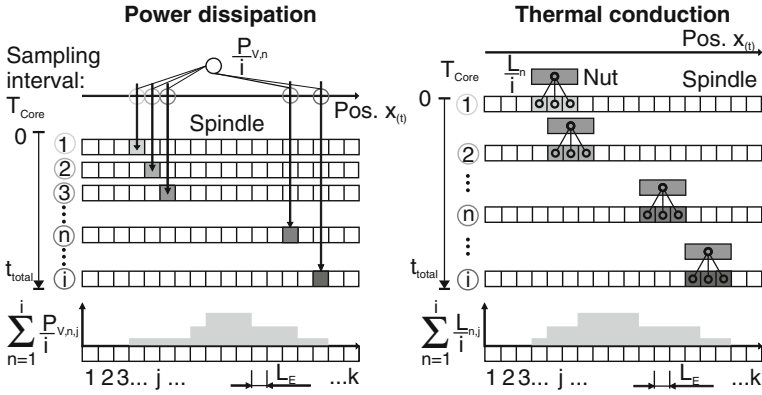 Power dissipation
Sampling interval:
P_V,n / i
T_Core
Pos. x_(t)
0
Spindle
1
2
3
n
t_total
i
i
∑ P_V,n,j / i
n=1
1 2 3... j ... L_E ...k
Thermal conduction
Pos. x_(t)
T_Core
L_n / i
Nut
Spindle
0
1
2
n
t_total
i
i
∑ L_n,j / i
n=1
1 2 3... j ... L_E ...k